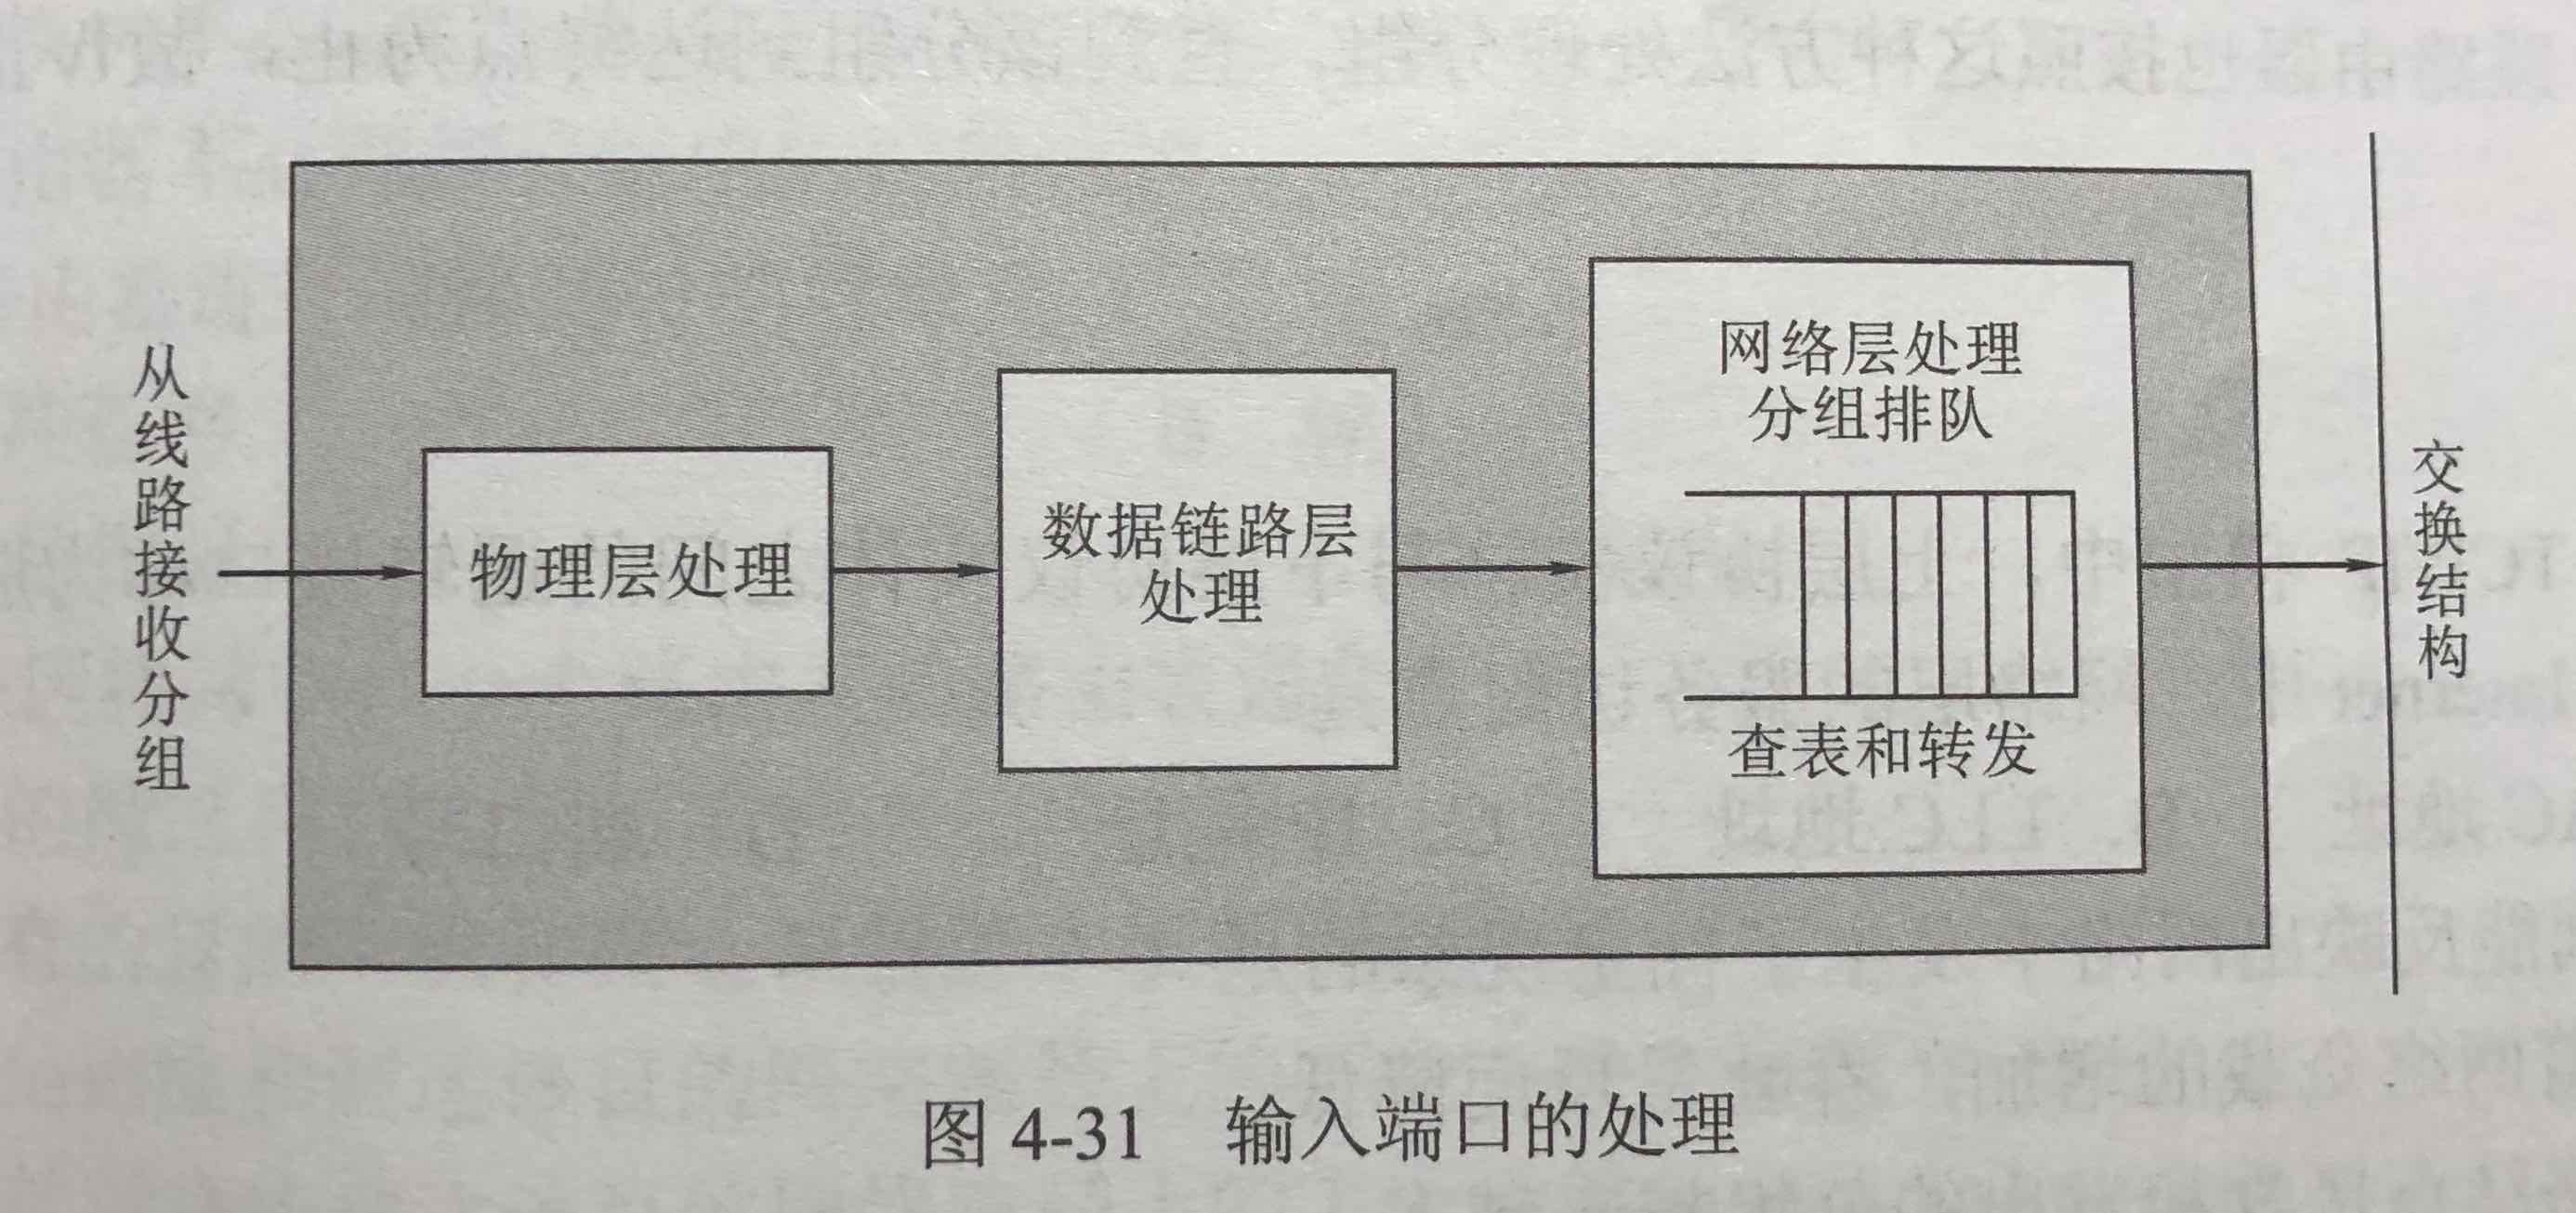 从线路接收分组
物理层处理
数据链路层
处理
网络层处理
分组排队
查表和转发
交换结构
图 4-31 输入端口的处理